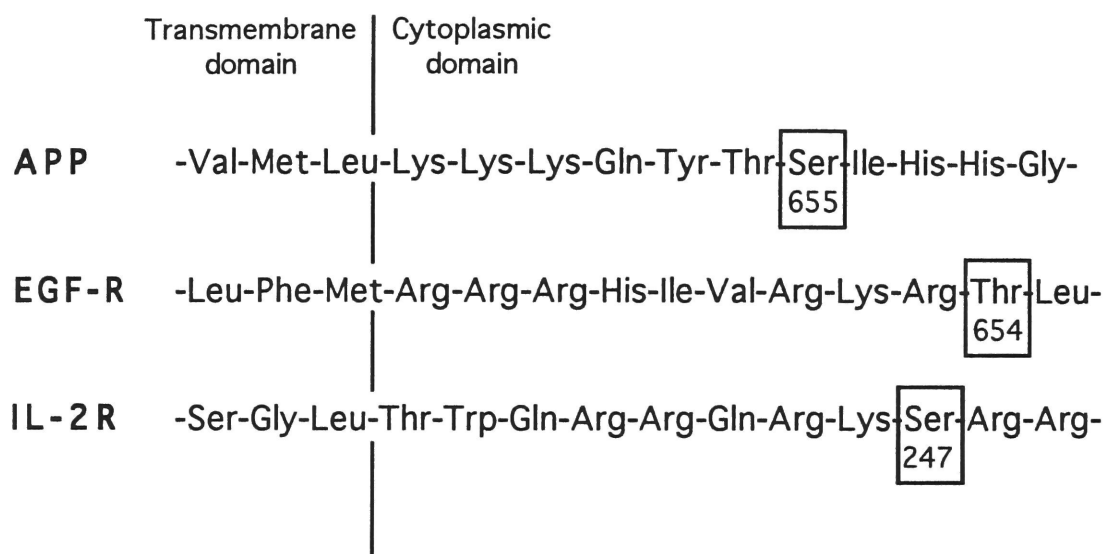 Transmembrane domain
Cytoplasmic domain
APP -Val-Met-Leu-Lys-Lys-Lys-Gln-Tyr-Thr-Ser-Ile-His-His-Gly-
655
EGF-R -Leu-Phe-Met-Arg-Arg-Arg-His-Ile-Val-Arg-Lys-Arg-Thr-Leu-
654
IL-2R -Ser-Gly-Leu-Thr-Trp-Gln-Arg-Arg-Gln-Arg-Lys-Ser-Arg-Arg-
247